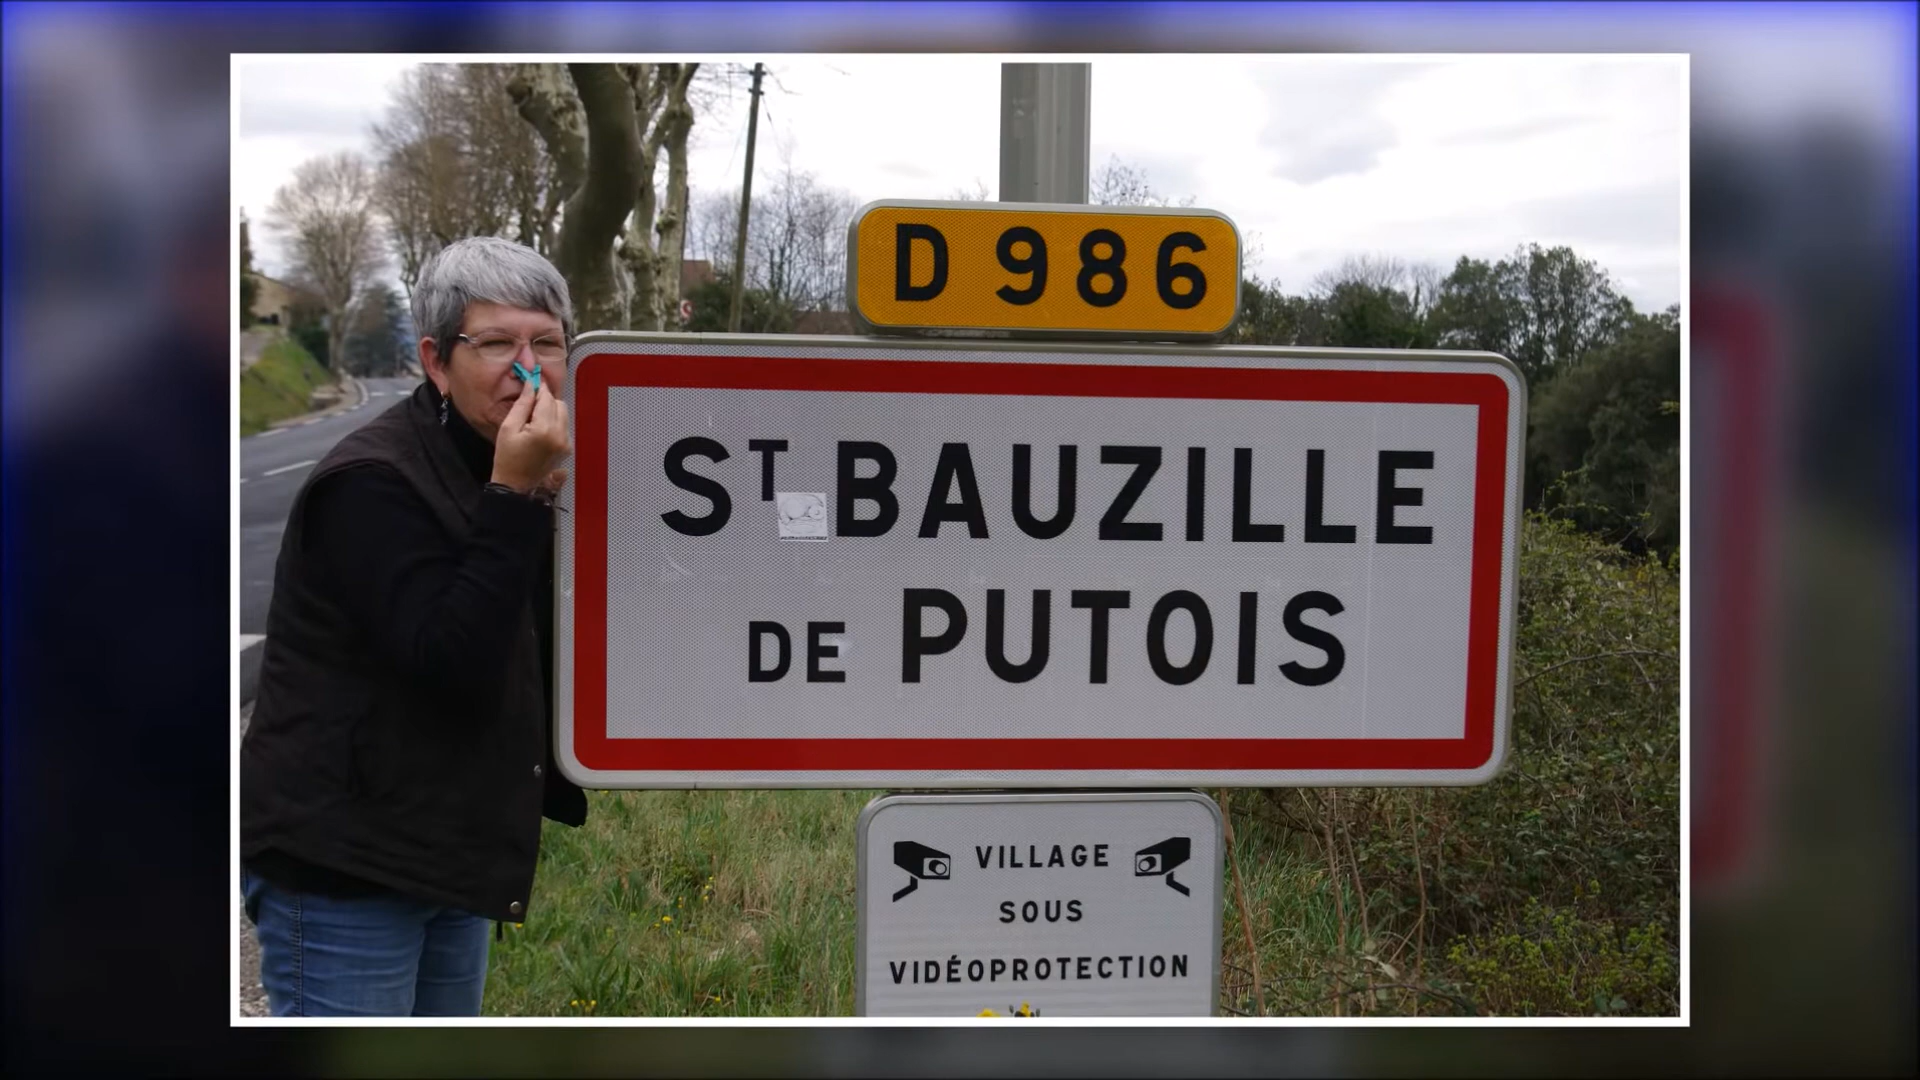 D 986
ST BAUZILLE
DE PUTOIS
VILLAGE
SOUS
VIDÉOPROTECTION